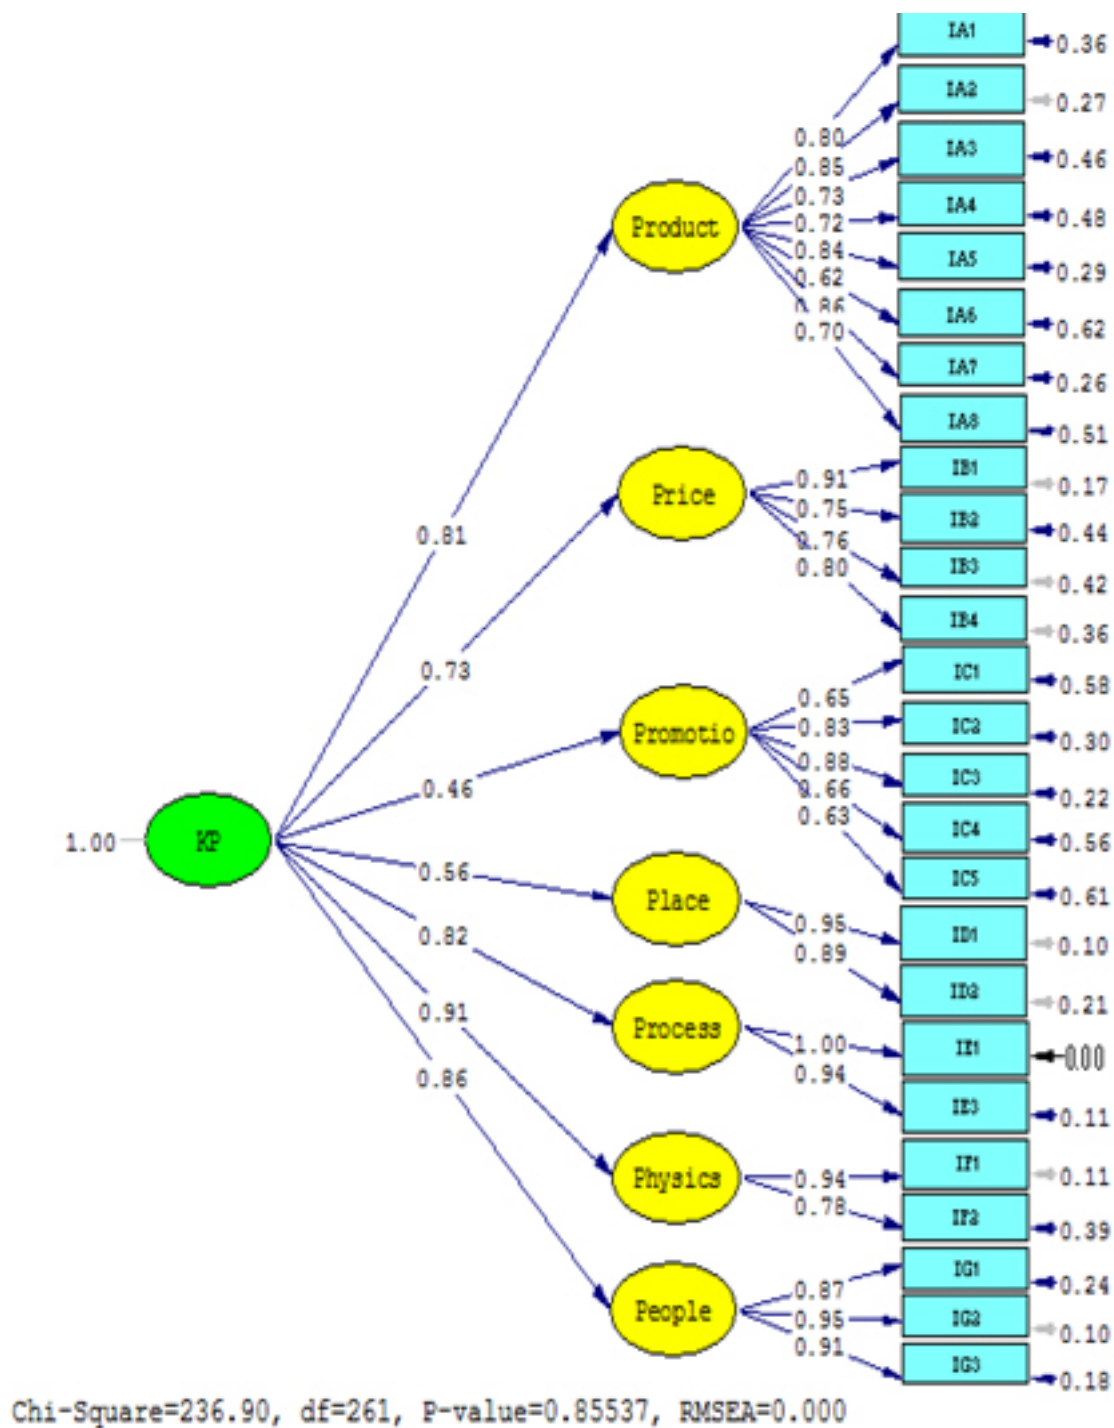 IA1
0.36
IA2
0.27
0.80
0.85
IA3
0.46
0.73
Product
0.72
IA4
0.48
0.84
IA5
0.29
0.62
0.86
IA6
0.62
0.70
IA7
0.26
IA8
0.51
0.91
IB1
0.17
Price
0.75
IB2
0.44
0.81
0.76
IB3
0.42
0.80
IB4
0.36
0.73
IC1
0.58
0.65
Promotio
0.83
IC2
0.30
0.88
IC3
0.22
0.46
0.66
0.63
IC4
0.56
1.00
KP
0.56
IC5
0.61
Place
0.95
ID1
0.10
0.82
0.89
ID2
0.21
0.91
Process
1.00
IE1
0.00
0.86
0.94
IE3
0.11
Physics
0.94
IF1
0.11
0.78
IF2
0.39
0.87
IG1
0.24
People
0.95
IG2
0.10
0.91
IG3
0.18
Chi-Square=236.90, df=261, P-value=0.85537, RMSEA=0.000